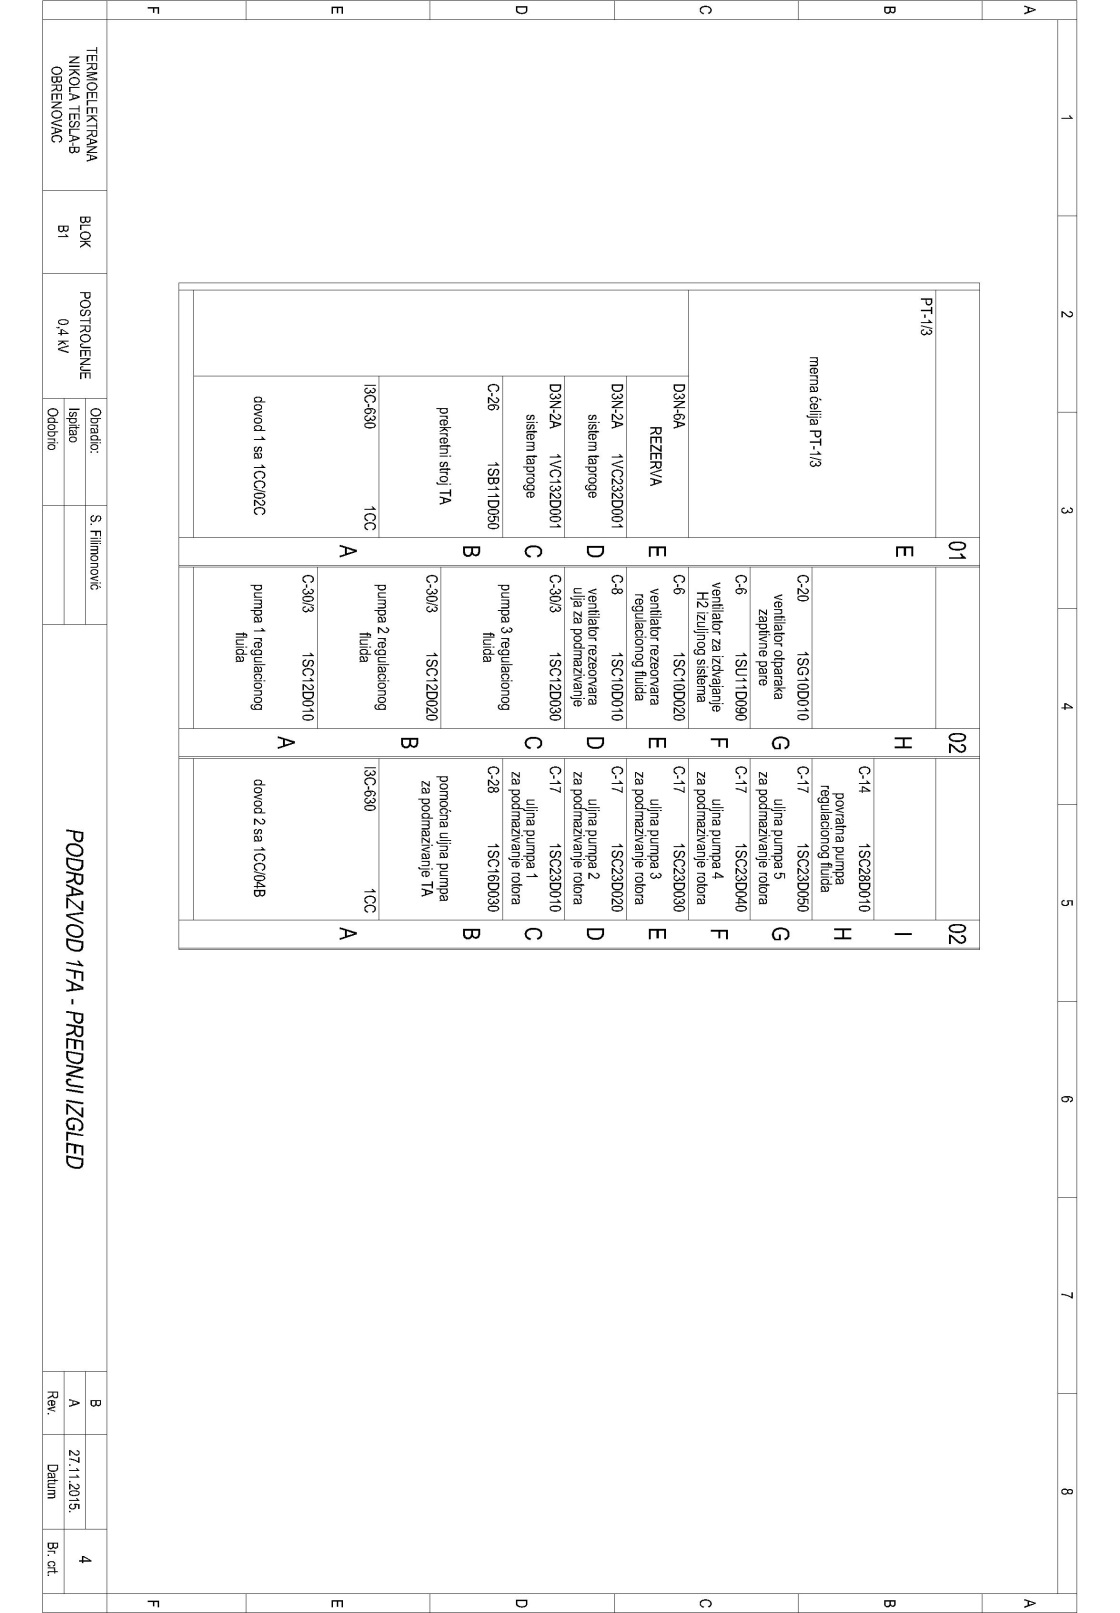 1 2 3 4 5 6 7 8
A
B
C
D
E
F
A
B
C
D
E
F
01
PT-1/3
merna ćelija PT-1/3
E
D3N-6A
REZERVA
E
D3N-2A 1VC232D001
sistem taproge
D
D3N-2A 1VC132D001
sistem taproge
C
C-26 1SB11D050
prekretni stroj TA
B
I3C-630 1CC
dovod 1 sa 1CC/02C
A
02
H
C-20 1SG10D010
ventilator otparaka
zaptivne pare
G
C-6 1SU11D090
ventilator za izdvajanje
H2 izuljnog sistema
F
C-6 1SC10D020
ventilator rezeorvara
regulacionog fluida
E
C-8 1SC10D010
ventilator rezeorvara
ulja za podmazivanje
D
C-30/3 1SC12D030
pumpa 3 regulacionog
fluida
C
C-30/3 1SC12D020
pumpa 2 regulacionog
fluida
B
C-30/3 1SC12D010
pumpa 1 regulacionog
fluida
A
02
I
C-14 1SC28D010
povratna pumpa
regulacionog fluida
H
C-17 1SC23D050
uljna pumpa 5
za podmazivanje rotora
G
C-17 1SC23D040
uljna pumpa 4
za podmazivanje rotora
F
C-17 1SC23D030
uljna pumpa 3
za podmazivanje rotora
E
C-17 1SC23D020
uljna pumpa 2
za podmazivanje rotora
D
C-17 1SC23D010
uljna pumpa 1
za podmazivanje rotora
C
C-28 1SC16D030
pomoćna uljna pumpa
za podmazivanje TA
B
I3C-630 1CC
dovod 2 sa 1CC/04B
A
TERMOELEKTRANA
NIKOLA TESLA-B
OBRENOVAC
BLOK
B1
POSTROJENJE
0,4 kV
Obradio: S. Filimonović
Ispitao
Odobrio
PODRAZVOD 1FA - PREDNJI IZGLED
B
A 27.11.2015.
Rev. Datum
4
Br. crt.